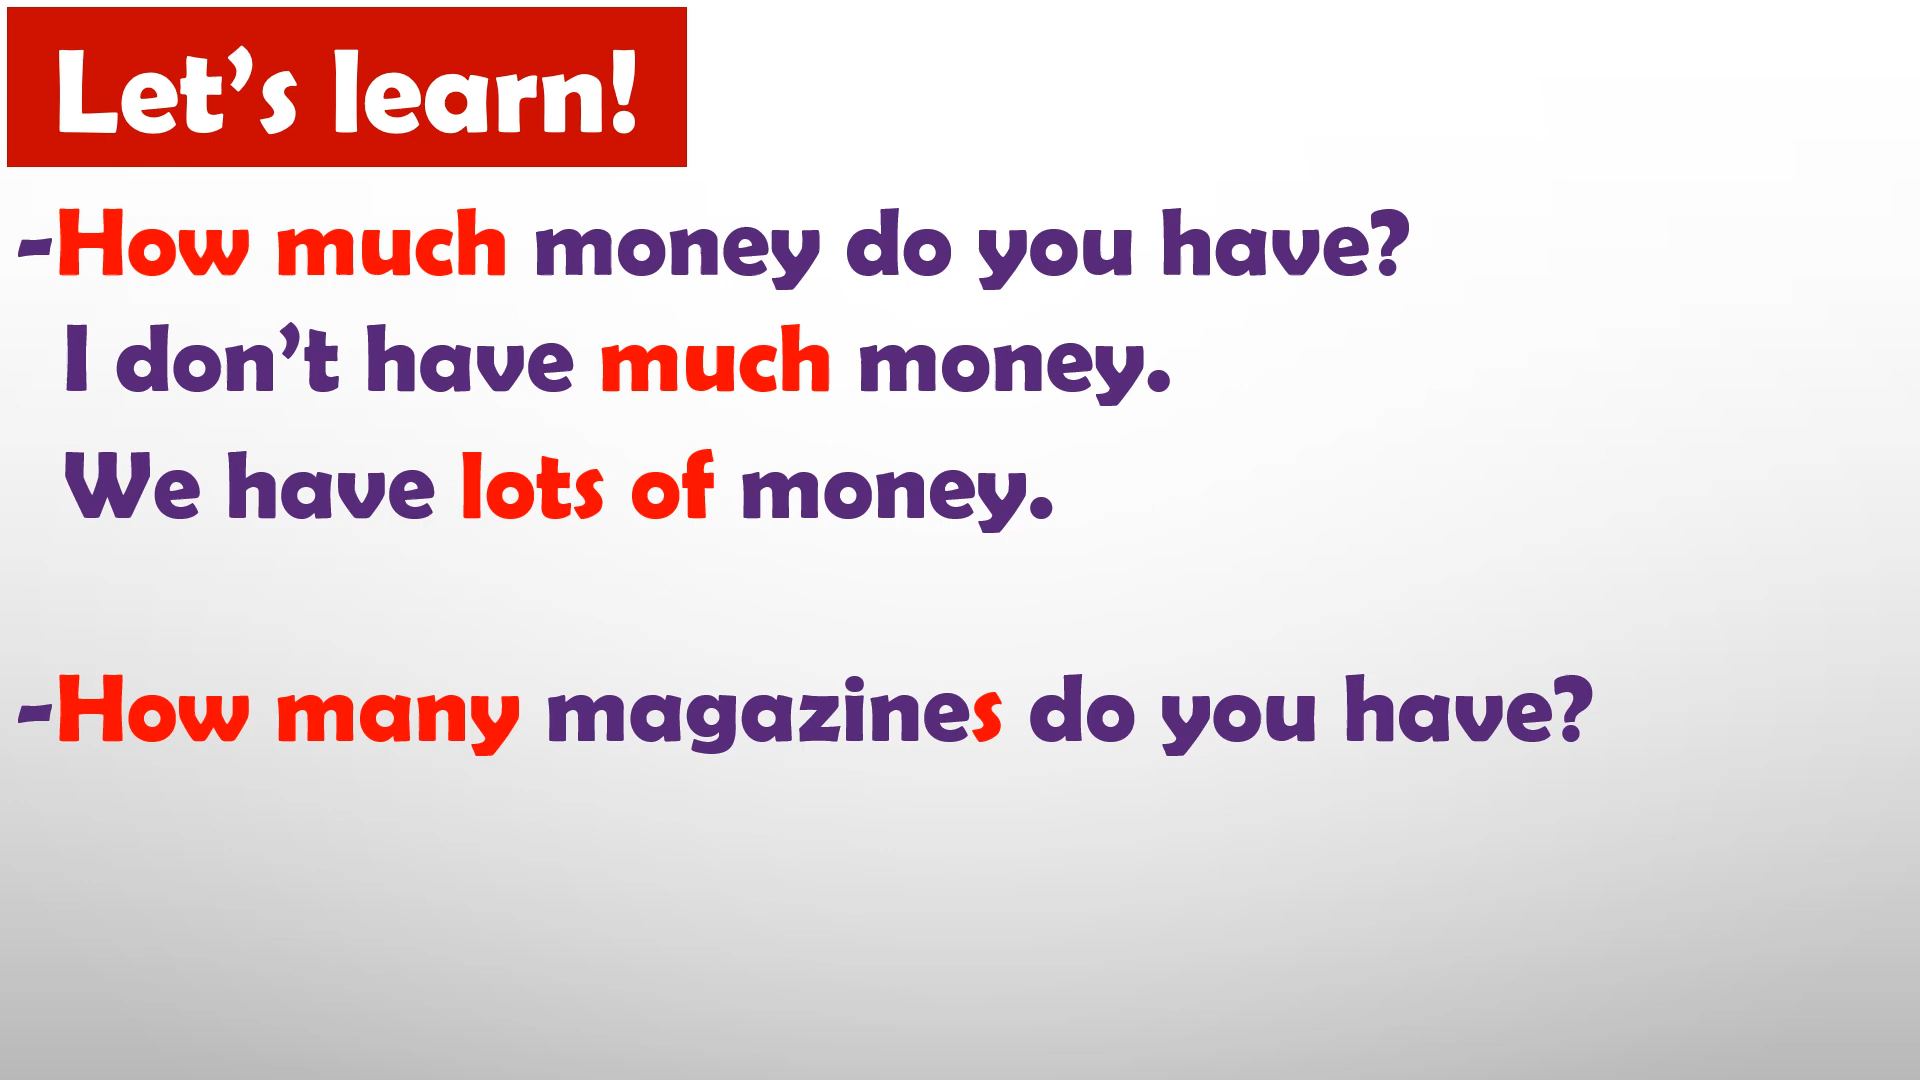 Let’s learn!
-How much money do you have?
I don’t have much money.
We have lots of money.
-How many magazines do you have?